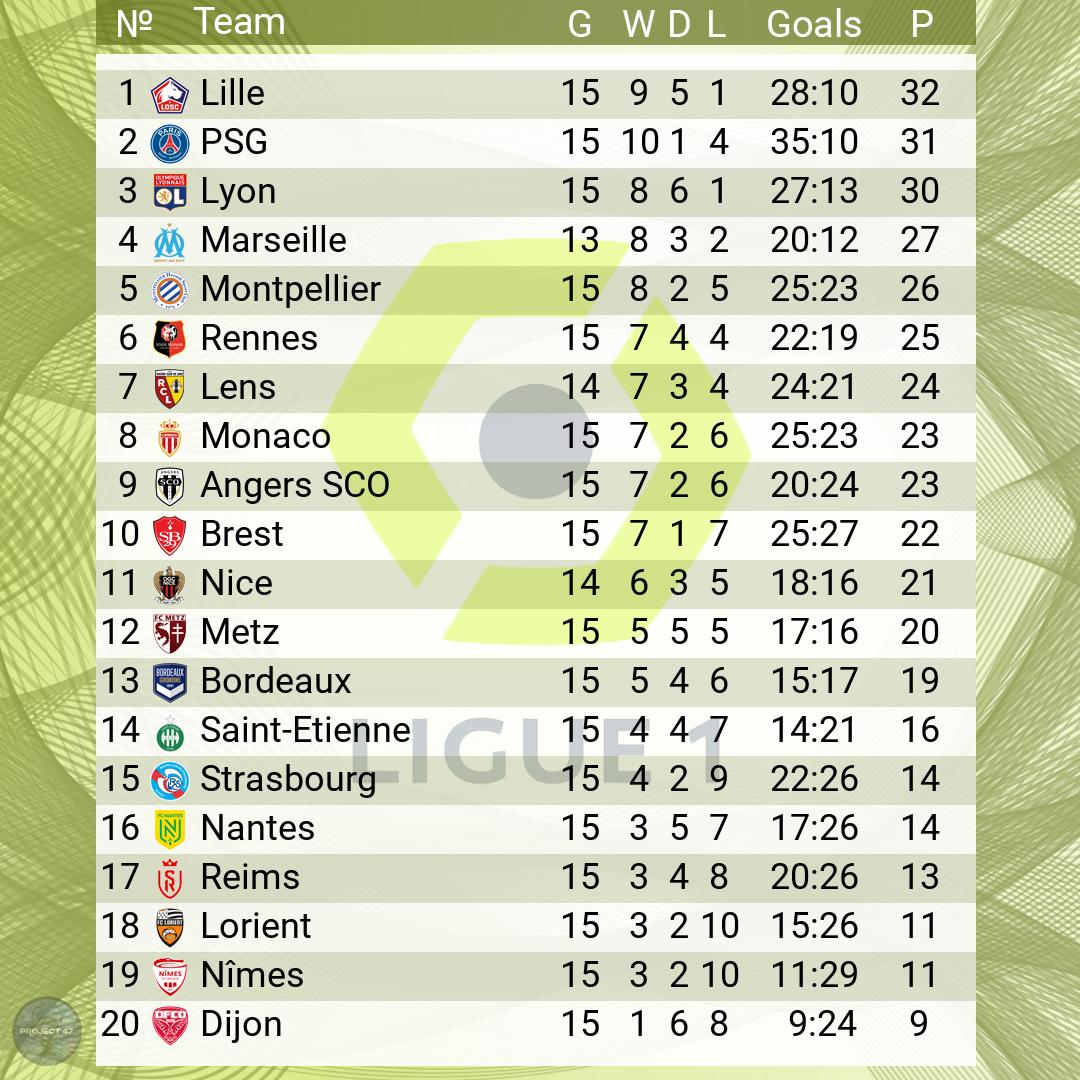 № Team G W D L Goals P
1 Lille 15 9 5 1 28:10 32
2 PSG 15 10 1 4 35:10 31
3 Lyon 15 8 6 1 27:13 30
4 Marseille 13 8 3 2 20:12 27
5 Montpellier 15 8 2 5 25:23 26
6 Rennes 15 7 4 4 22:19 25
7 Lens 14 7 3 4 24:21 24
8 Monaco 15 7 2 6 25:23 23
9 Angers SCO 15 7 2 6 20:24 23
10 Brest 15 7 1 7 25:27 22
11 Nice 14 6 3 5 18:16 21
12 Metz 15 5 5 5 17:16 20
13 Bordeaux 15 5 4 6 15:17 19
14 Saint-Etienne 15 4 4 7 14:21 16
15 Strasbourg 15 4 2 9 22:26 14
16 Nantes 15 3 5 7 17:26 14
17 Reims 15 3 4 8 20:26 13
18 Lorient 15 3 2 10 15:26 11
19 Nîmes 15 3 2 10 11:29 11
20 Dijon 15 1 6 8 9:24 9
LIGUE 1
PROJECT 47